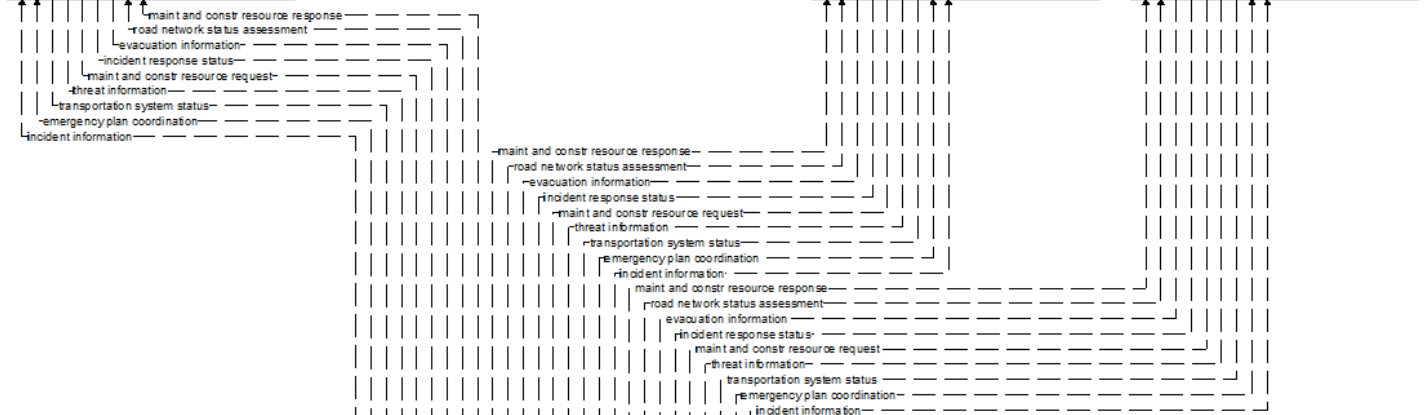 maint and constr resource response
road network status assessment
evacuation information
incident response status
maint and constr resource request
threat information
transportation system status
emergency plan coordination
incident information
maint and constr resource response
road network status assessment
evacuation information
incident response status
maint and constr resource request
threat information
transportation system status
emergency plan coordination
incident information
maint and constr resource response
road network status assessment
evacuation information
incident response status
maint and constr resource request
threat information
transportation system status
emergency plan coordination
incident information